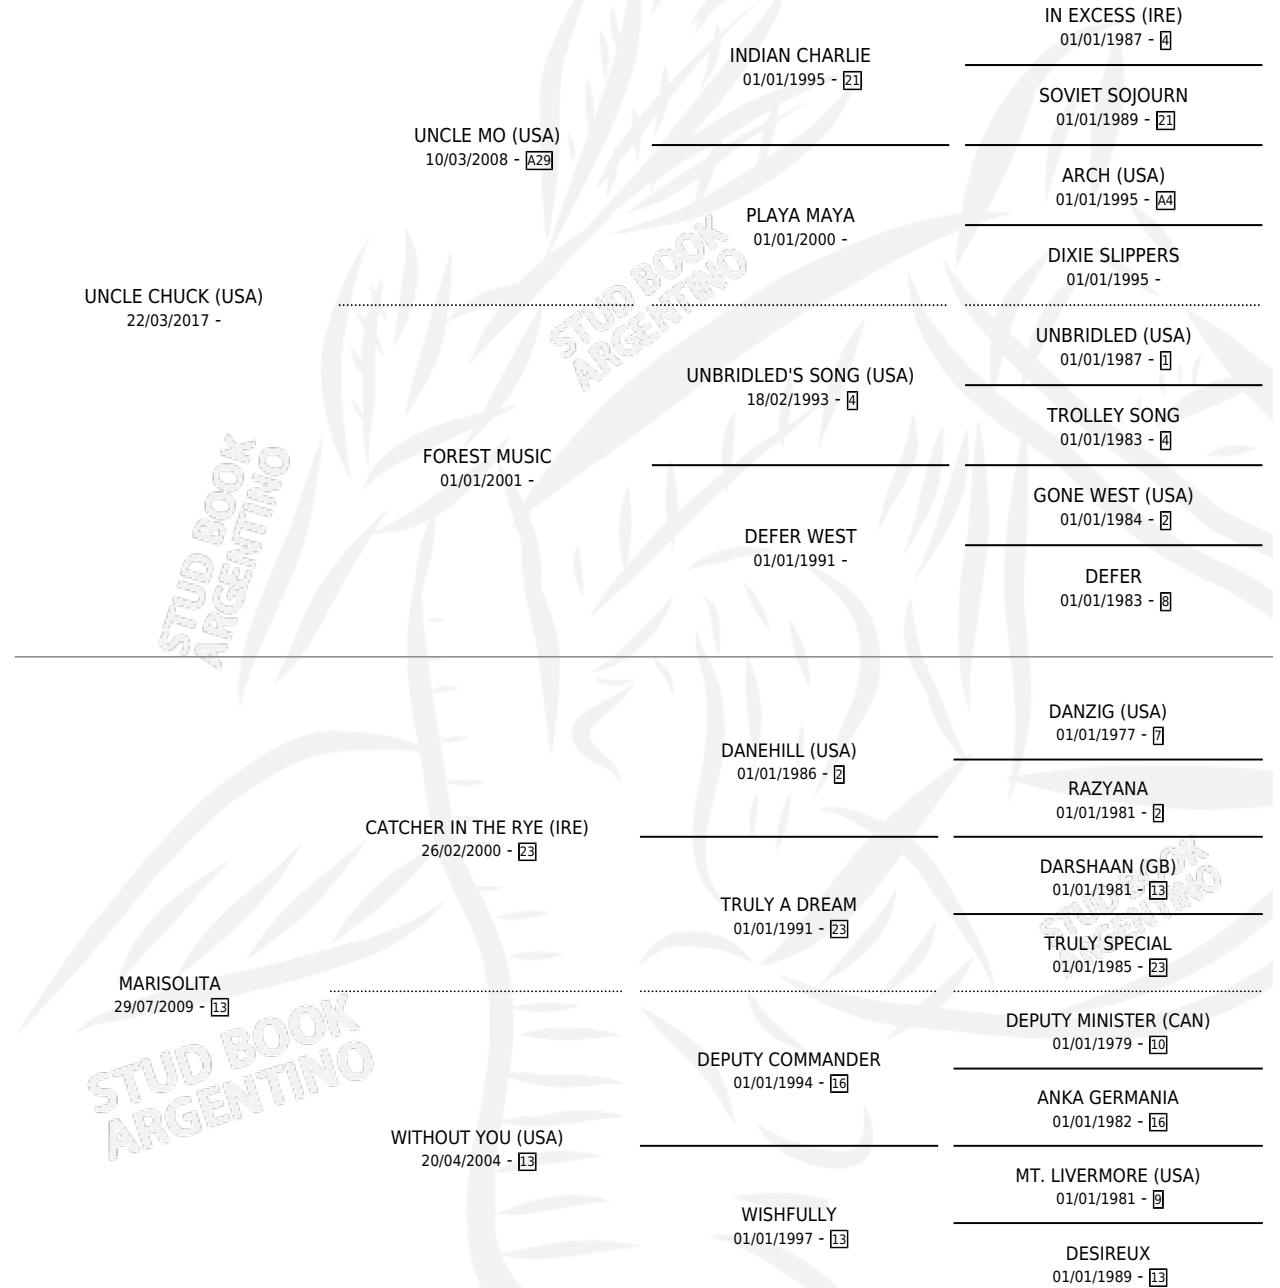 IN EXCESS (IRE)
01/01/1987 - 4
INDIAN CHARLIE
01/01/1995 - 21
SOVIET SOJOURN
01/01/1989 - 21
UNCLE MO (USA)
10/03/2008 - A29
ARCH (USA)
01/01/1995 - A4
PLAYA MAYA
01/01/2000 -
DIXIE SLIPPERS
01/01/1995 -
UNCLE CHUCK (USA)
22/03/2017 -
UNBRIDLED (USA)
01/01/1987 - 1
UNBRIDLED'S SONG (USA)
18/02/1993 - 4
TROLLEY SONG
01/01/1983 - 4
FOREST MUSIC
01/01/2001 -
GONE WEST (USA)
01/01/1984 - 2
DEFER WEST
01/01/1991 -
DEFER
01/01/1983 - 8
DANZIG (USA)
01/01/1977 - 7
DANEHILL (USA)
01/01/1986 - 2
RAZYANA
01/01/1981 - 2
CATCHER IN THE RYE (IRE)
26/02/2000 - 23
DARSHAAN (GB)
01/01/1981 - 13
TRULY A DREAM
01/01/1991 - 23
TRULY SPECIAL
01/01/1985 - 23
MARISOLITA
29/07/2009 - 13
DEPUTY MINISTER (CAN)
01/01/1979 - 10
DEPUTY COMMANDER
01/01/1994 - 16
ANKA GERMANIA
01/01/1982 - 16
WITHOUT YOU (USA)
20/04/2004 - 13
MT. LIVERMORE (USA)
01/01/1981 - 9
WISHFULLY
01/01/1997 - 13
DESIREUX
01/01/1989 - 13
STUD BOOK
ARGENTINO
STUD BOOK
ARGENTINO
STUD BOOK
ARGENTINO
STUD BOOK
ARGENTINO